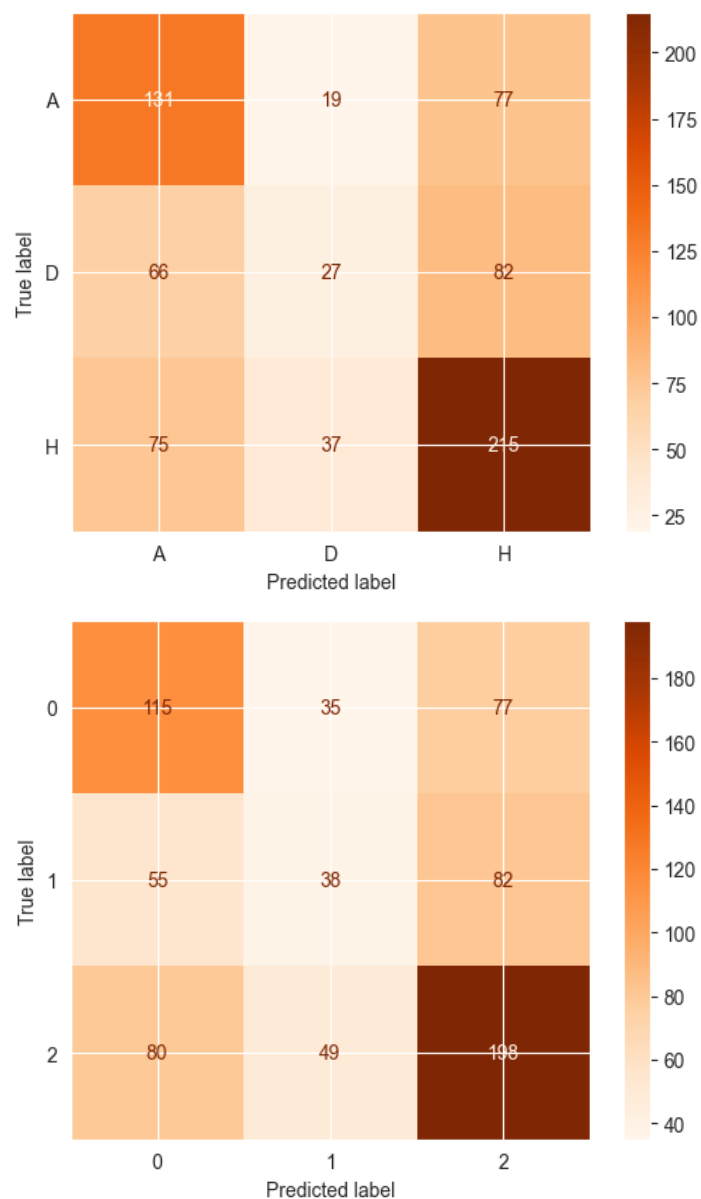 200
A 131 19 77
175
150
True label
D 66 27 82
125
100
75
H 75 37 215
50
25
A D H
Predicted label
180
0 115 35 77
160
140
True label
1 55 38 82
120
100
80
2 80 49 198
60
40
0 1 2
Predicted label